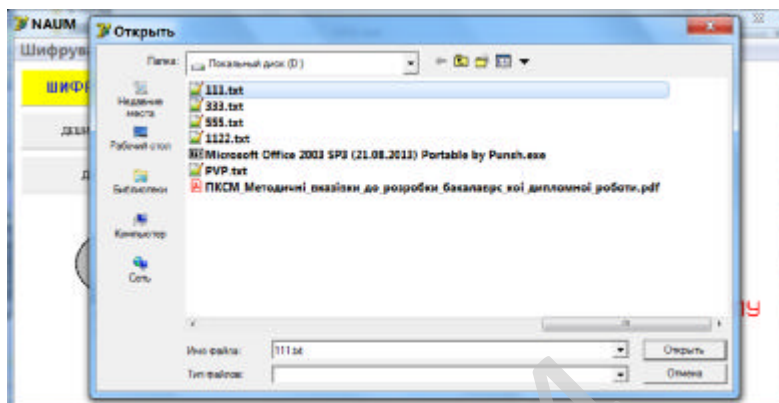 NAUM
Открыть
Шифрув
Папка: Локальный диск (D:)
ШИФР
Недавние места
Рабочий стол
Библиотеки
Компьютер
Сеть
111.txt
333.txt
555.txt
1122.txt
Microsoft Office 2003 SP3 (21.08.2013) Portable by Punsh.exe
PVP.txt
ПКСМ_Методичні_вказівки_до_розробки_бакалаврс_кої_дипломної_роботи.pdf
Имя файла: 111.txt
Открыть
Тип файлов:
Отмена